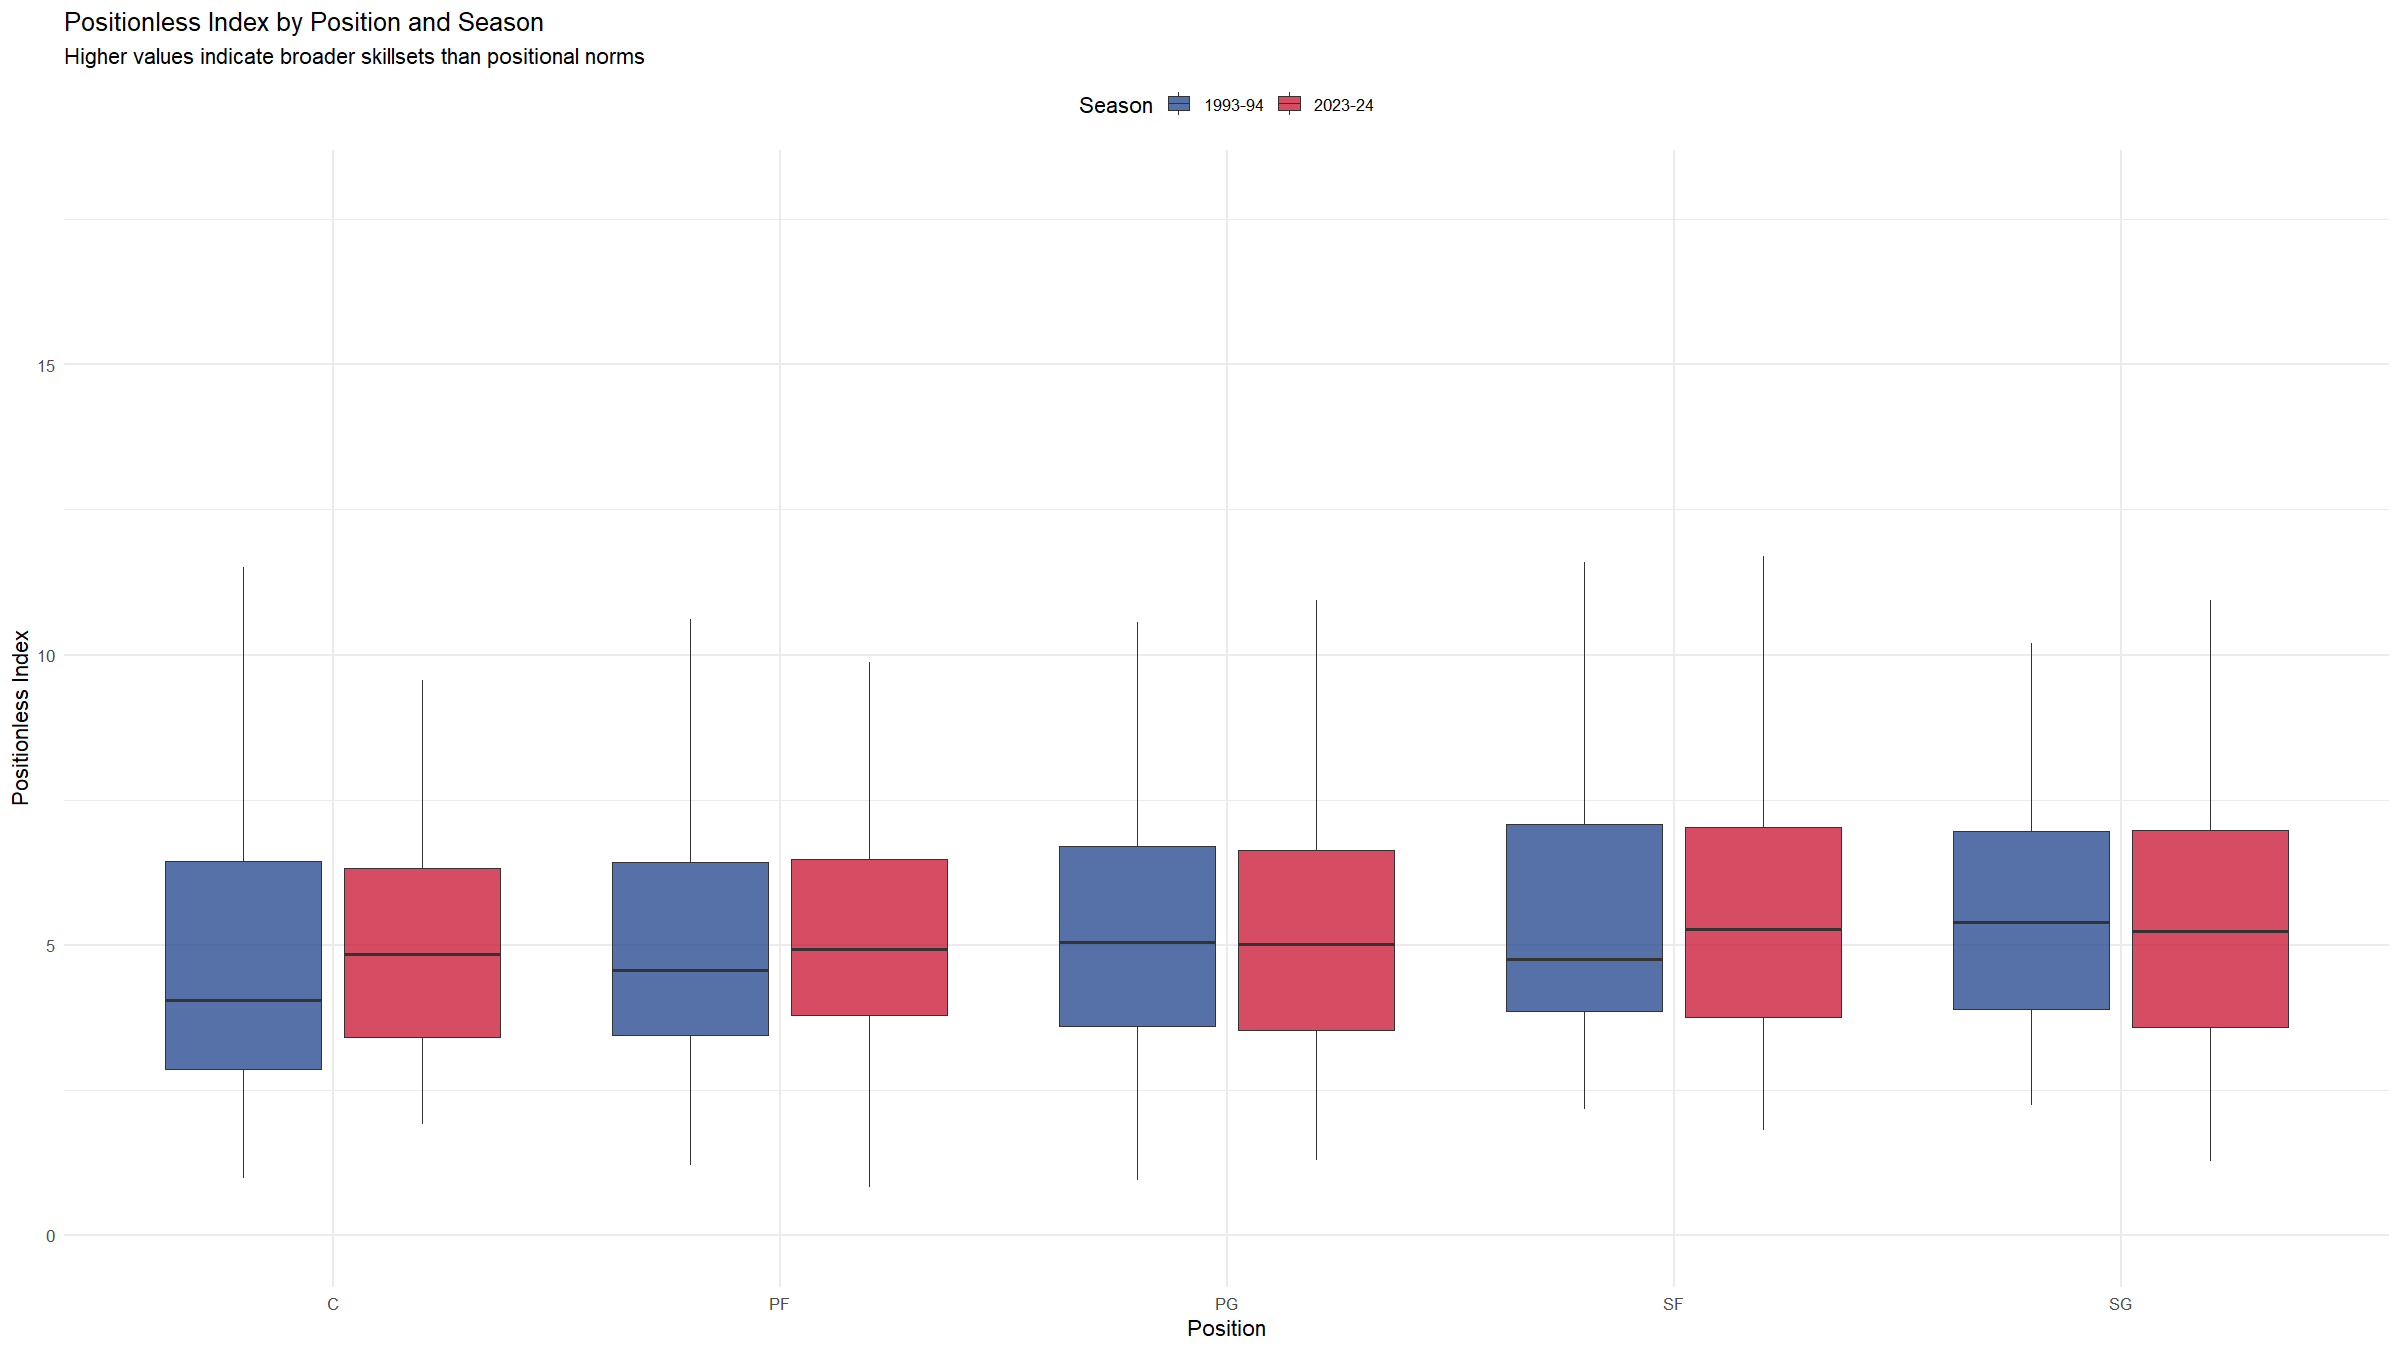 Positionless Index by Position and Season
Higher values indicate broader skillsets than positional norms
Season 1993-94 2023-24
Positionless Index
15
10
5
0
C PF PG SF SG
Position